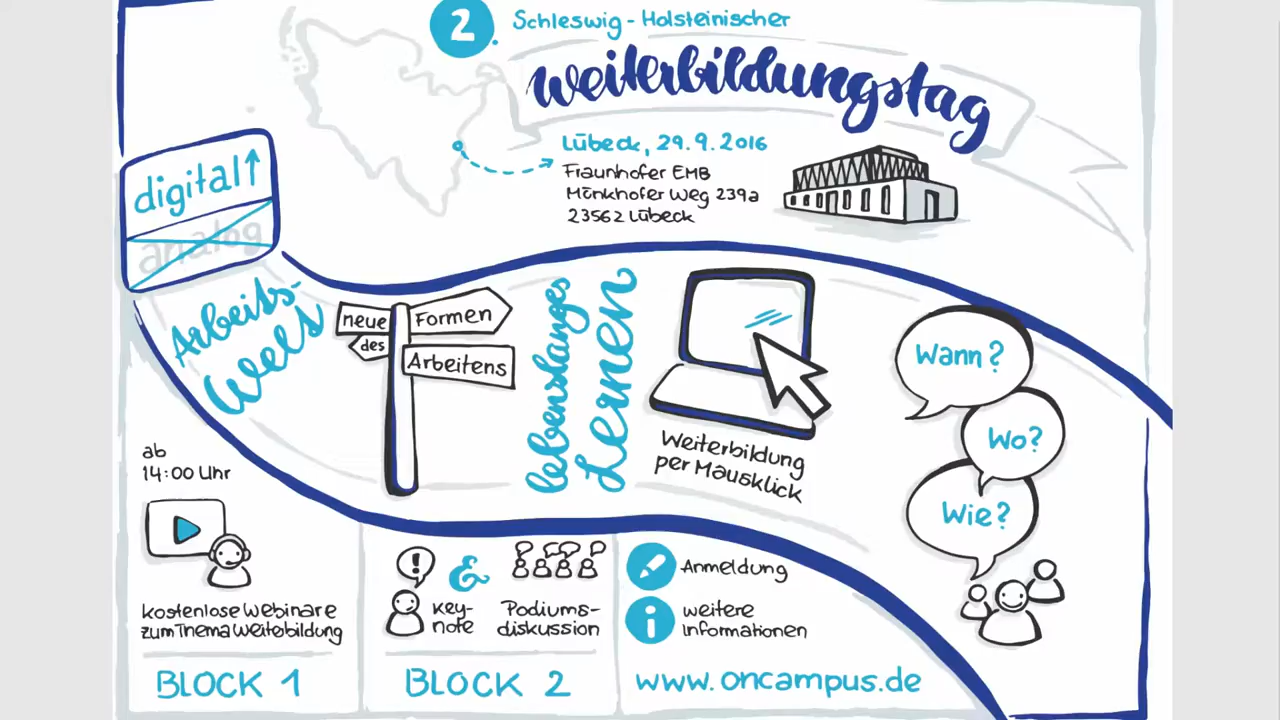 2
Schleswig-Holsteinischer
Weiterbildungstag
Lübeck, 29.9.2016
Fraunhofer EMB
Mönkhofer Weg 239a
23562 Lübeck
digital↑
analog
Arbeits-
Welt
neue
Formen
des
Arbeitens
lebenslanges
Lernen
Weiterbildung
per Mausklick
Wann?
Wo?
Wie?
ab
14:00 Uhr
kostenlose Webinare
zum Thema Weitebildung
BLOCK 1
!
&
Key-
note
Podiums-
diskussion
BLOCK 2
Anmeldung
i
weitere
Informationen
www.oncampus.de